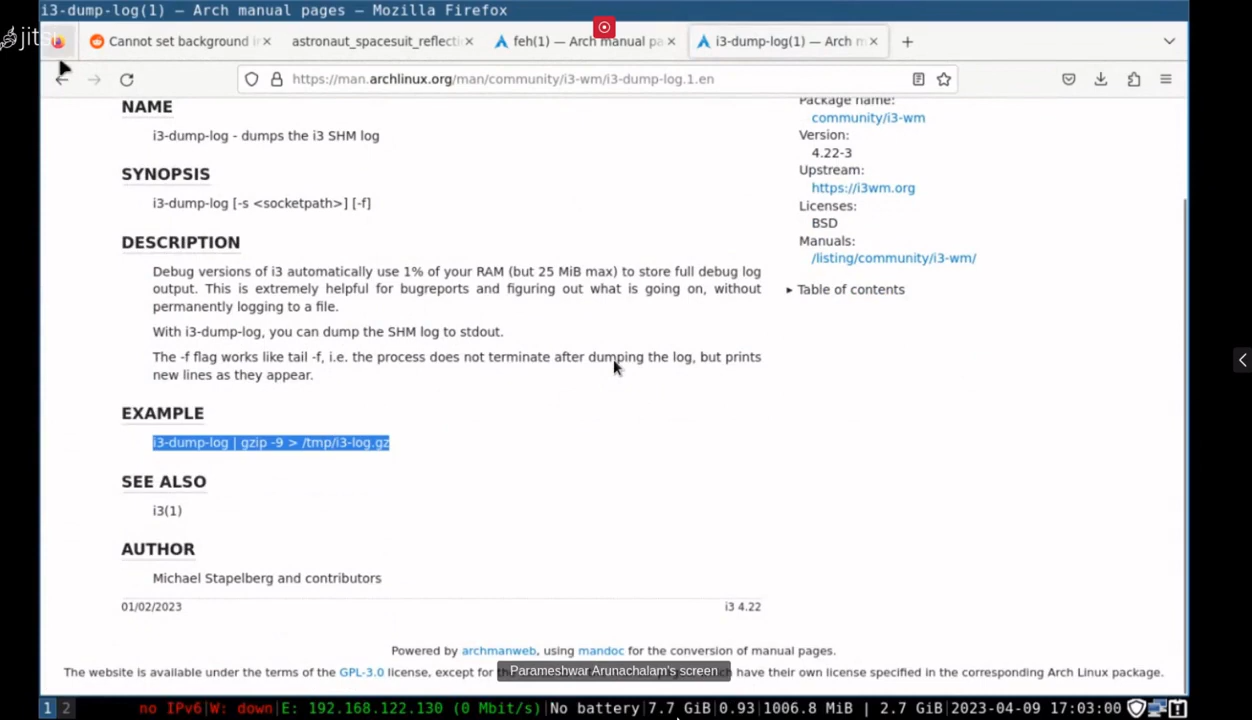 i3-dump-log(1) — Arch manual pages — Mozilla Firefox
jitsi
Cannot set background i
astronaut_spacesuit_reflecti
feh(1) — Arch manual pa
i3-dump-log(1) — Arch m
https://man.archlinux.org/man/community/i3-wm/i3-dump-log.1.en
NAME
i3-dump-log - dumps the i3 SHM log
SYNOPSIS
i3-dump-log [-s <socketpath>] [-f]
DESCRIPTION
Debug versions of i3 automatically use 1% of your RAM (but 25 MiB max) to store full debug log
output. This is extremely helpful for bugreports and figuring out what is going on, without
permanently logging to a file.
With i3-dump-log, you can dump the SHM log to stdout.
The -f flag works like tail -f, i.e. the process does not terminate after dumping the log, but prints
new lines as they appear.
EXAMPLE
i3-dump-log | gzip -9 > /tmp/i3-log.gz
SEE ALSO
i3(1)
AUTHOR
Michael Stapelberg and contributors
01/02/2023
i3 4.22
Package name:
community/i3-wm
Version:
4.22-3
Upstream:
https://i3wm.org
Licenses:
BSD
Manuals:
/listing/community/i3-wm/
Table of contents
Powered by archmanweb, using mandoc for the conversion of manual pages.
The website is available under the terms of the GPL-3.0 license, except for
have their own license specified in the corresponding Arch Linux package.
Parameshwar Arunachalam's screen
1 2
no IPv6|W: down|E: 192.168.122.130 (0 Mbit/s)|No battery|7.7 GiB|0.93|1006.8 MiB | 2.7 GiB|2023-04-09 17:03:00